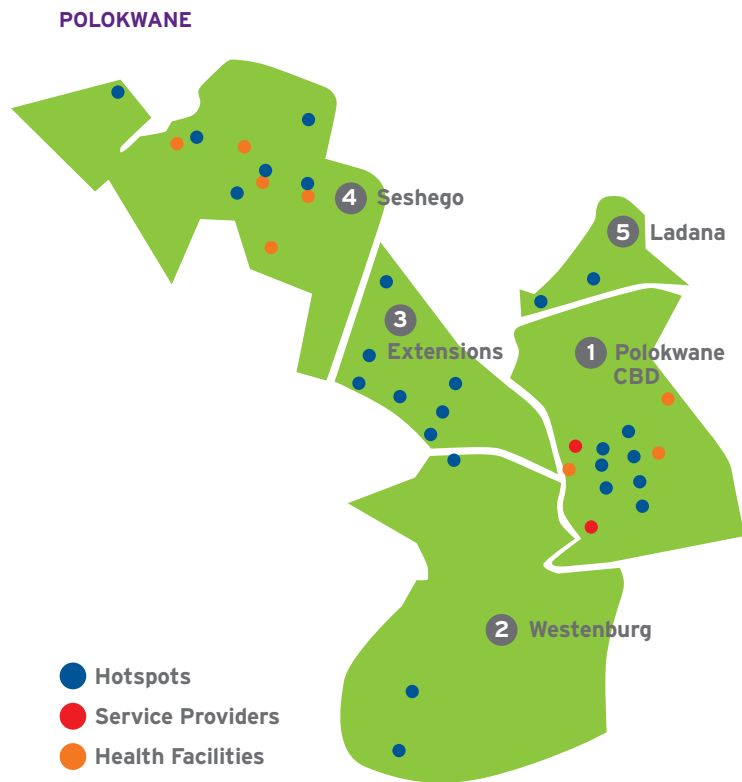 POLOKWANE
4 Seshego
5 Ladana
3
Extensions
1 Polokwane
CBD
2 Westenburg
Hotspots
Service Providers
Health Facilities